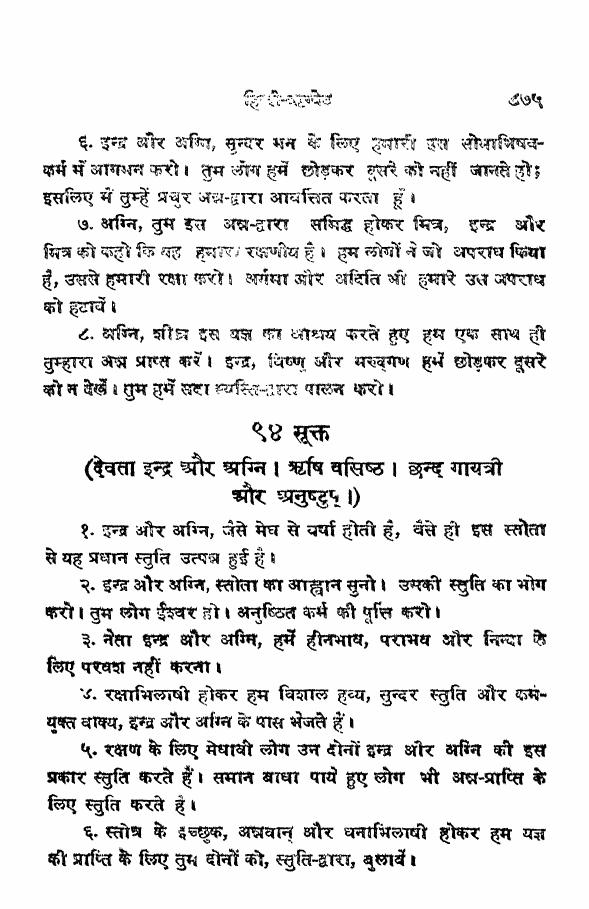 हिन्दी-ऋग्वेद ८७५
६. इन्द्र और अग्नि, सुन्दर मन के लिए हमारी इस सोमाभिषव-
कर्म में आगमन करो। तुम लोग हमें छोड़कर दूसरे को नहीं जानते हो;
इसलिए में तुम्हें प्रचुर अन्न-द्वारा आवर्त्तित करता हूँ।
७. अग्नि, तुम इस अन्न-द्वारा समिद्ध होकर मित्र, इन्द्र और
मित्र को कहो कि यह हमारा रक्षणीय है। हम लोगों ने जो अपराध किया
है, उससे हमारी रक्षा करो। अर्यमा और अदिति भी हमारे उस अपराध
को हटावें।
८. अग्नि, शीघ्र इस यज्ञ का आश्रय करते हुए हम एक साथ ही
तुम्हारा अन्न प्राप्त करें। इन्द्र, विष्णु और मरुद्गण हमें छोड़कर दूसरे
को न देखें। तुम हमें सदा स्वस्ति-द्वारा पालन करो।
९४ सूक्त
(देवता इन्द्र और अग्नि। ऋषि वसिष्ठ। छन्द गायत्री
और अनुष्टुप्।)
१. इन्द्र और अग्नि, जैसे मेघ से वर्षा होती है, वैसे ही इस स्तोता
से यह प्रधान स्तुति उत्पन्न हुई है।
२. इन्द्र और अग्नि, स्तोता का आह्वान सुनो। उसकी स्तुति का भोग
करो। तुम लोग ईश्वर हो। अनुष्ठित कर्म की पूर्त्ति करो।
३. नेता इन्द्र और अग्नि, हमें हीनभाव, पराभव और निन्दा के
लिए परवश नहीं करना।
४. रक्षाभिलाषी होकर हम विशाल हव्य, सुन्दर स्तुति और कर्म-
युक्त वाक्य, इन्द्र और अग्नि के पास भेजते हैं।
५. रक्षण के लिए मेधावी लोग उन दोनों इन्द्र और अग्नि की इस
प्रकार स्तुति करते हैं। समान बाधा पाये हुए लोग भी अन्न-प्राप्ति के
लिए स्तुति करते हैं।
६. स्तोत्र के इच्छुक, अन्नवान् और धनाभिलाषी होकर हम यज्ञ
की प्राप्ति के लिए तुम दोनों को, स्तुति-द्वारा, बुलावें।